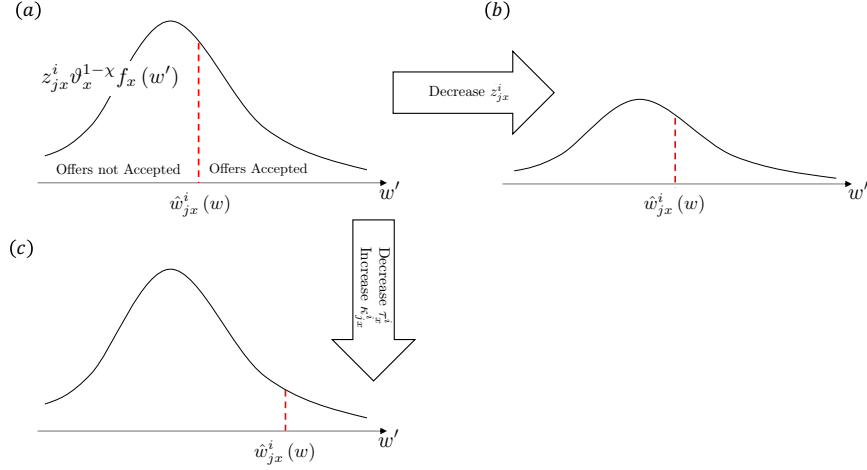 (a)
(b)
z^i_{jx} ϑ^{1−χ}_x f_x (w′)
Decrease z^i_{jx}
Offers not Accepted
Offers Accepted
w′
ŵ^i_{jx} (w)
w′
ŵ^i_{jx} (w)
Decrease τ^i_x
Increase κ^i_{jx}
(c)
w′
ŵ^i_{jx} (w)